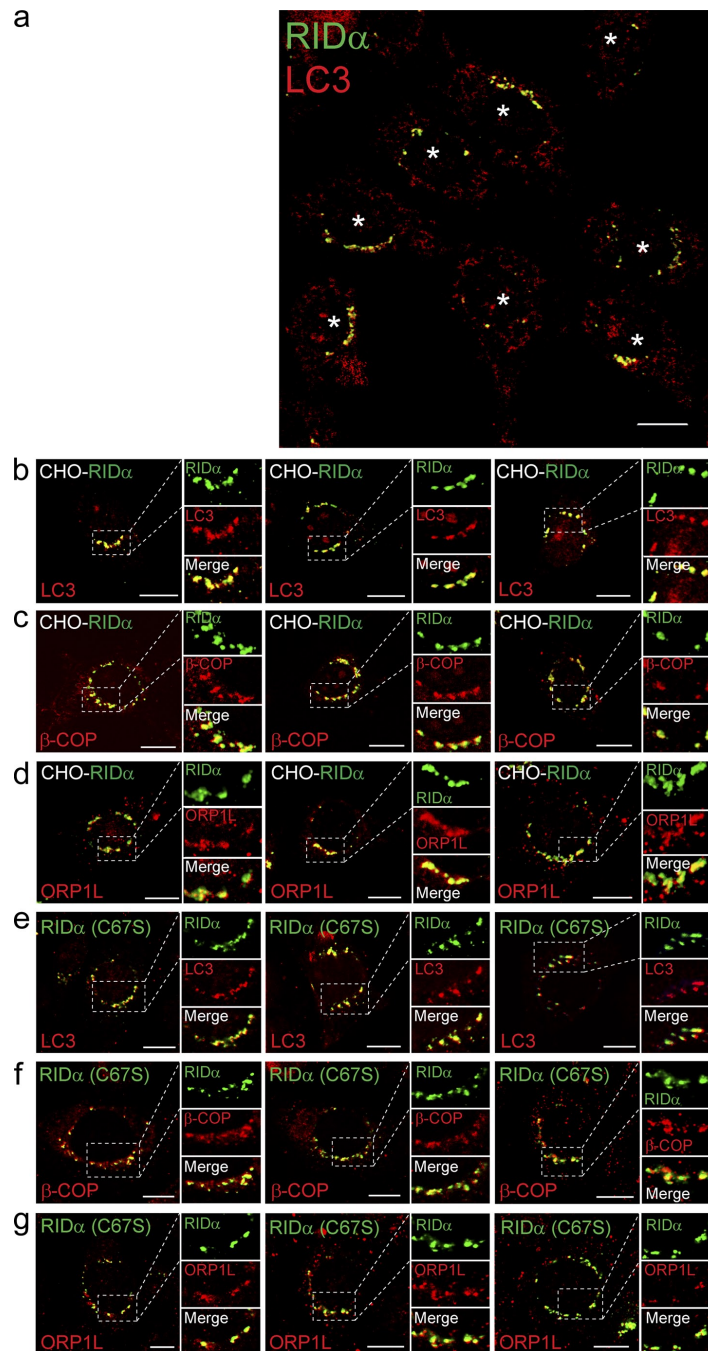 a
RIDα
LC3
* * * * * * * *
b
CHO-RIDα
LC3
RIDα
LC3
Merge
CHO-RIDα
LC3
RIDα
LC3
Merge
CHO-RIDα
LC3
RIDα
LC3
Merge
c
CHO-RIDα
β-COP
RIDα
β-COP
Merge
CHO-RIDα
β-COP
RIDα
β-COP
Merge
CHO-RIDα
β-COP
RIDα
β-COP
Merge
d
CHO-RIDα
ORP1L
RIDα
ORP1L
Merge
CHO-RIDα
ORP1L
RIDα
ORP1L
Merge
CHO-RIDα
ORP1L
RIDα
ORP1L
Merge
e
RIDα (C67S)
LC3
RIDα
LC3
Merge
RIDα (C67S)
LC3
RIDα
LC3
Merge
RIDα (C67S)
LC3
RIDα
LC3
Merge
f
RIDα (C67S)
β-COP
RIDα
β-COP
Merge
RIDα (C67S)
β-COP
RIDα
β-COP
Merge
RIDα (C67S)
β-COP
RIDα
β-COP
Merge
g
RIDα (C67S)
ORP1L
RIDα
ORP1L
Merge
RIDα (C67S)
ORP1L
RIDα
ORP1L
Merge
RIDα (C67S)
ORP1L
RIDα
ORP1L
Merge